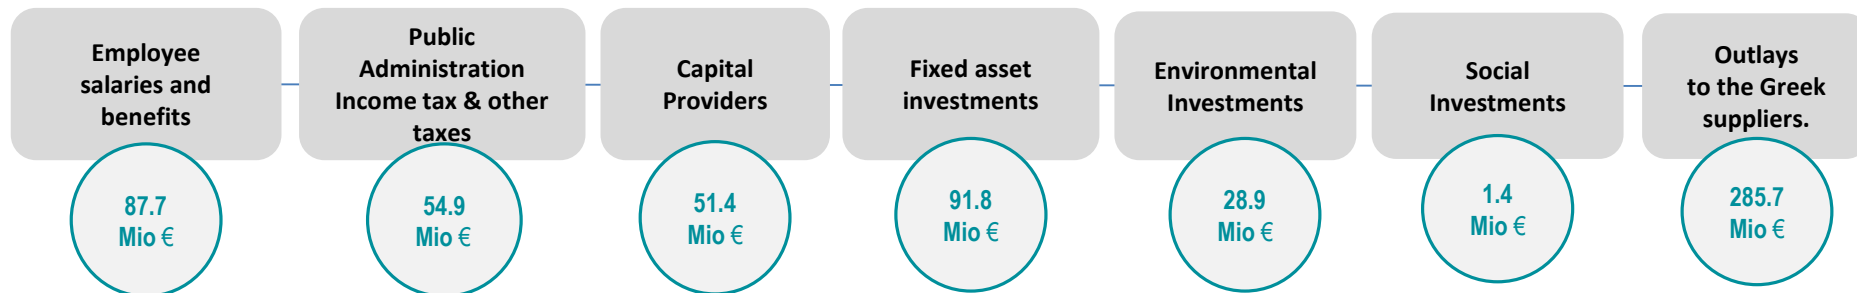 Employee
salaries and
benefits
87.7
Mio €
Public
Administration
Income tax & other
taxes
54.9
Mio €
Capital
Providers
51.4
Mio €
Fixed asset
investments
91.8
Mio €
Environmental
Investments
28.9
Mio €
Social
Investments
1.4
Mio €
Outlays
to the Greek
suppliers.
285.7
Mio €